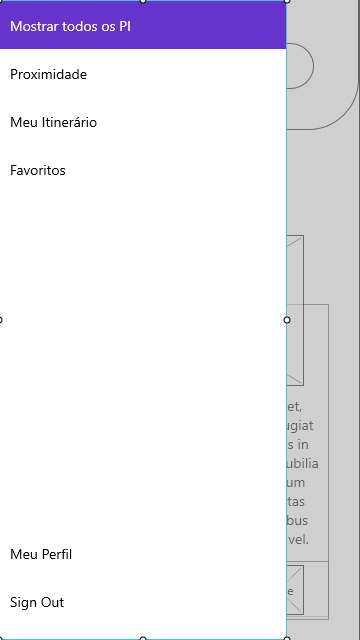 Mostrar todos os PI
Proximidade
Meu Itinerário
Favoritos
et,
ugiat
s in
ubilia
um
tas
bus
vel.
Meu Perfil
e
Sign Out